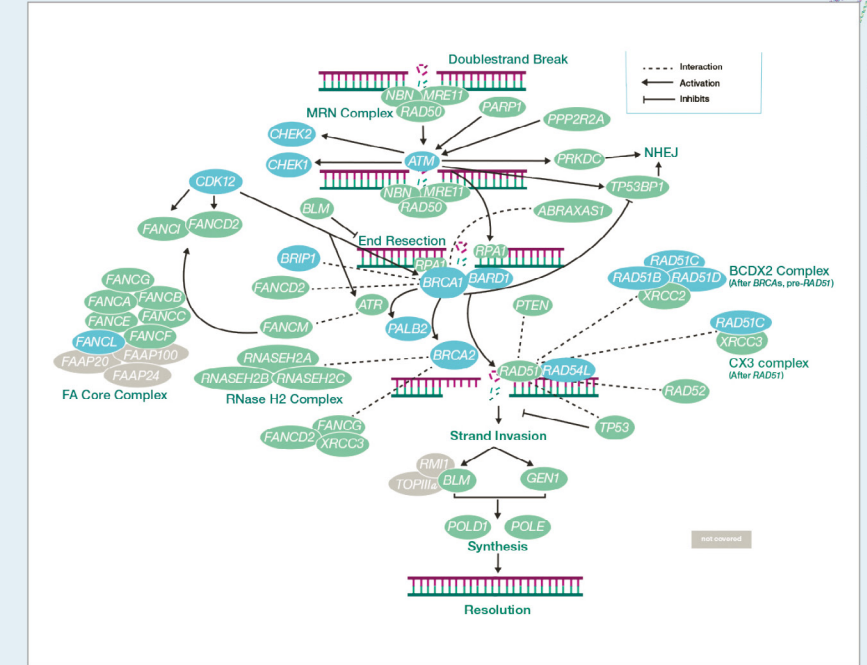 Doublestrand Break
Interaction
Activation
Inhibits
NBN
MRE11
MRN Complex
RAD50
PARP1
PPP2R2A
CHEK2
CHEK1
ATM
PRKDC
NHEJ
CDK12
NBN
MRE11
RAD50
TP53BP1
BLM
ABRAXAS1
FANCI
FANCD2
End Resection
RPA1
RPA1
BRIP1
BRCA1
BARD1
FANCD2
RAD51C
RAD51B
RAD51D
XRCC2
BCDX2 Complex
(After BRCAs, pre-RAD51)
FANCG
FANCA
FANCB
FANCE
FANCC
FANCF
FANCL
FAAP100
FAAP20
FAAP24
FA Core Complex
ATR
PTEN
FANCM
PALB2
RAD51C
XRCC3
CX3 complex
(After RAD51)
BRCA2
RNASEH2A
RNASEH2B
RNASEH2C
RNase H2 Complex
RAD51
RAD54L
RAD52
FANCG
FANCD2
XRCC3
TP53
Strand Invasion
RMI1
TOPIIIα
BLM
GEN1
POLD1
POLE
Synthesis
not covered
Resolution